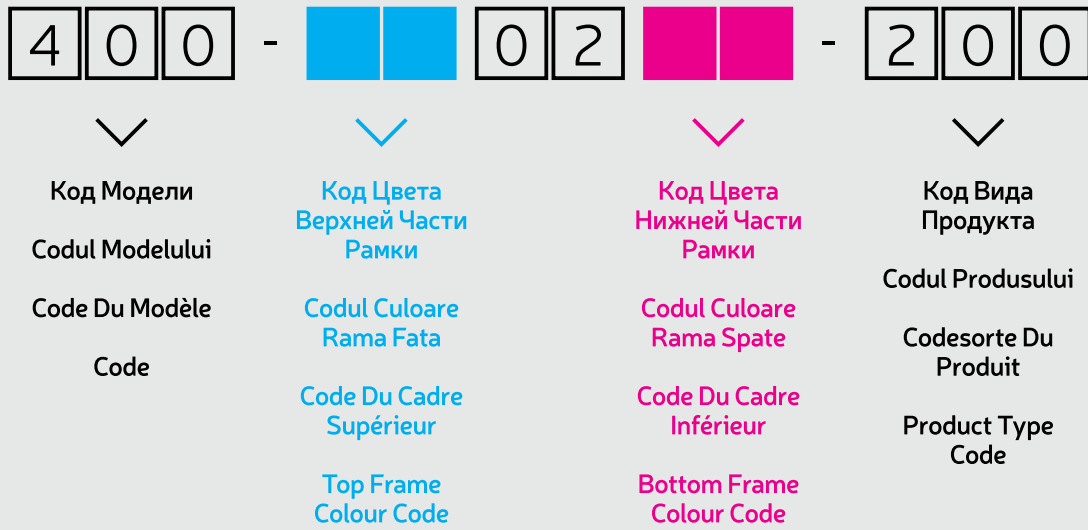 400 - 02 - 200
Код Модели
Codul Modelului
Code Du Modèle
Code
Код Цвета
Верхней Части
Рамки
Codul Culoare
Rama Fata
Code Du Cadre
Supérieur
Top Frame
Colour Code
Код Цвета
Нижней Части
Рамки
Codul Culoare
Rama Spate
Code Du Cadre
Inférieur
Bottom Frame
Colour Code
Код Вида
Продукта
Codul Produsului
Codesorte Du
Produit
Product Type
Code